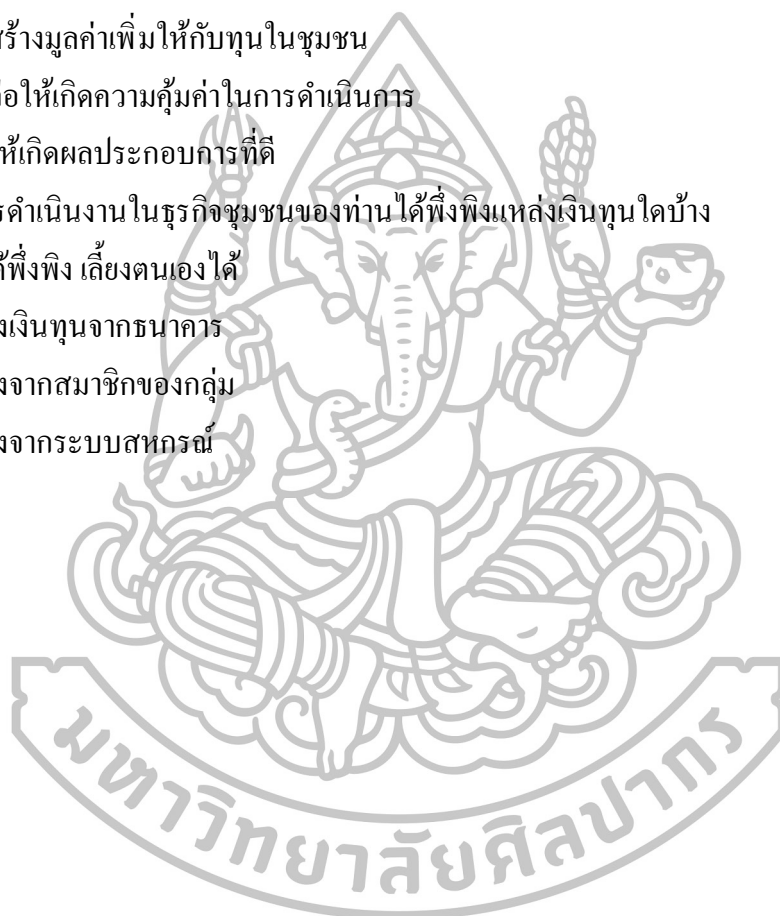 สร้างมูลค่าเพิ่มให้กับทุนในชุมชน
ก่อให้เกิดความคุ้มค่าในการดำเนินการ
ให้เกิดผลประกอบการที่ดี
รดำเนินงานในธุรกิจชุมชนของท่านได้พึ่งพิงแหล่งเงินทุนใดบ้าง
ด้พึ่งพิง เลี้ยงตนเองได้
งเงินทุนจากธนาคาร
งจากสมาชิกของกลุ่ม
งจากระบบสหกรณ์
มหาวิทยาลัยศิลปากร